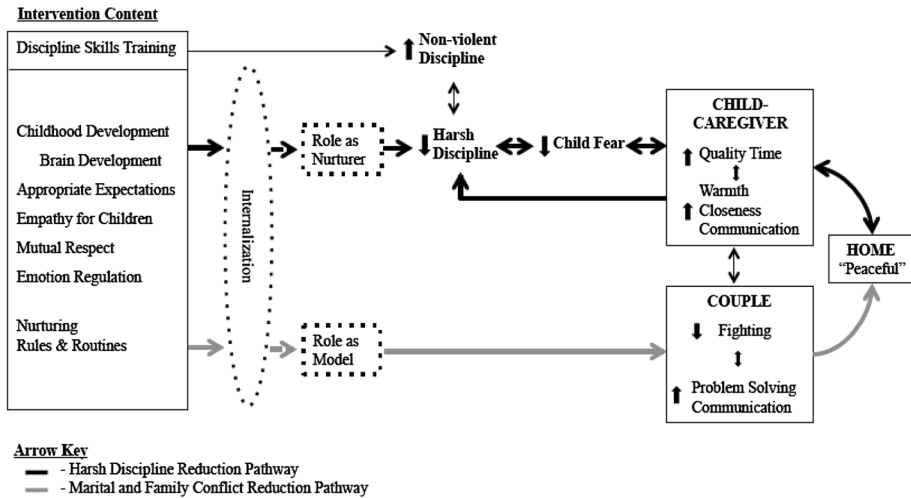 Intervention Content
Discipline Skills Training
Childhood Development
Brain Development
Appropriate Expectations
Empathy for Children
Mutual Respect
Emotion Regulation
Nurturing
Rules & Routines
Internalization
Non-violent
Discipline
Role as
Nurturer
Harsh
Discipline
Child Fear
CHILD-
CAREGIVER
Quality Time
Warmth
Closeness
Communication
HOME
“Peaceful”
Role as
Model
COUPLE
Fighting
Problem Solving
Communication
Arrow Key
- Harsh Discipline Reduction Pathway
- Marital and Family Conflict Reduction Pathway